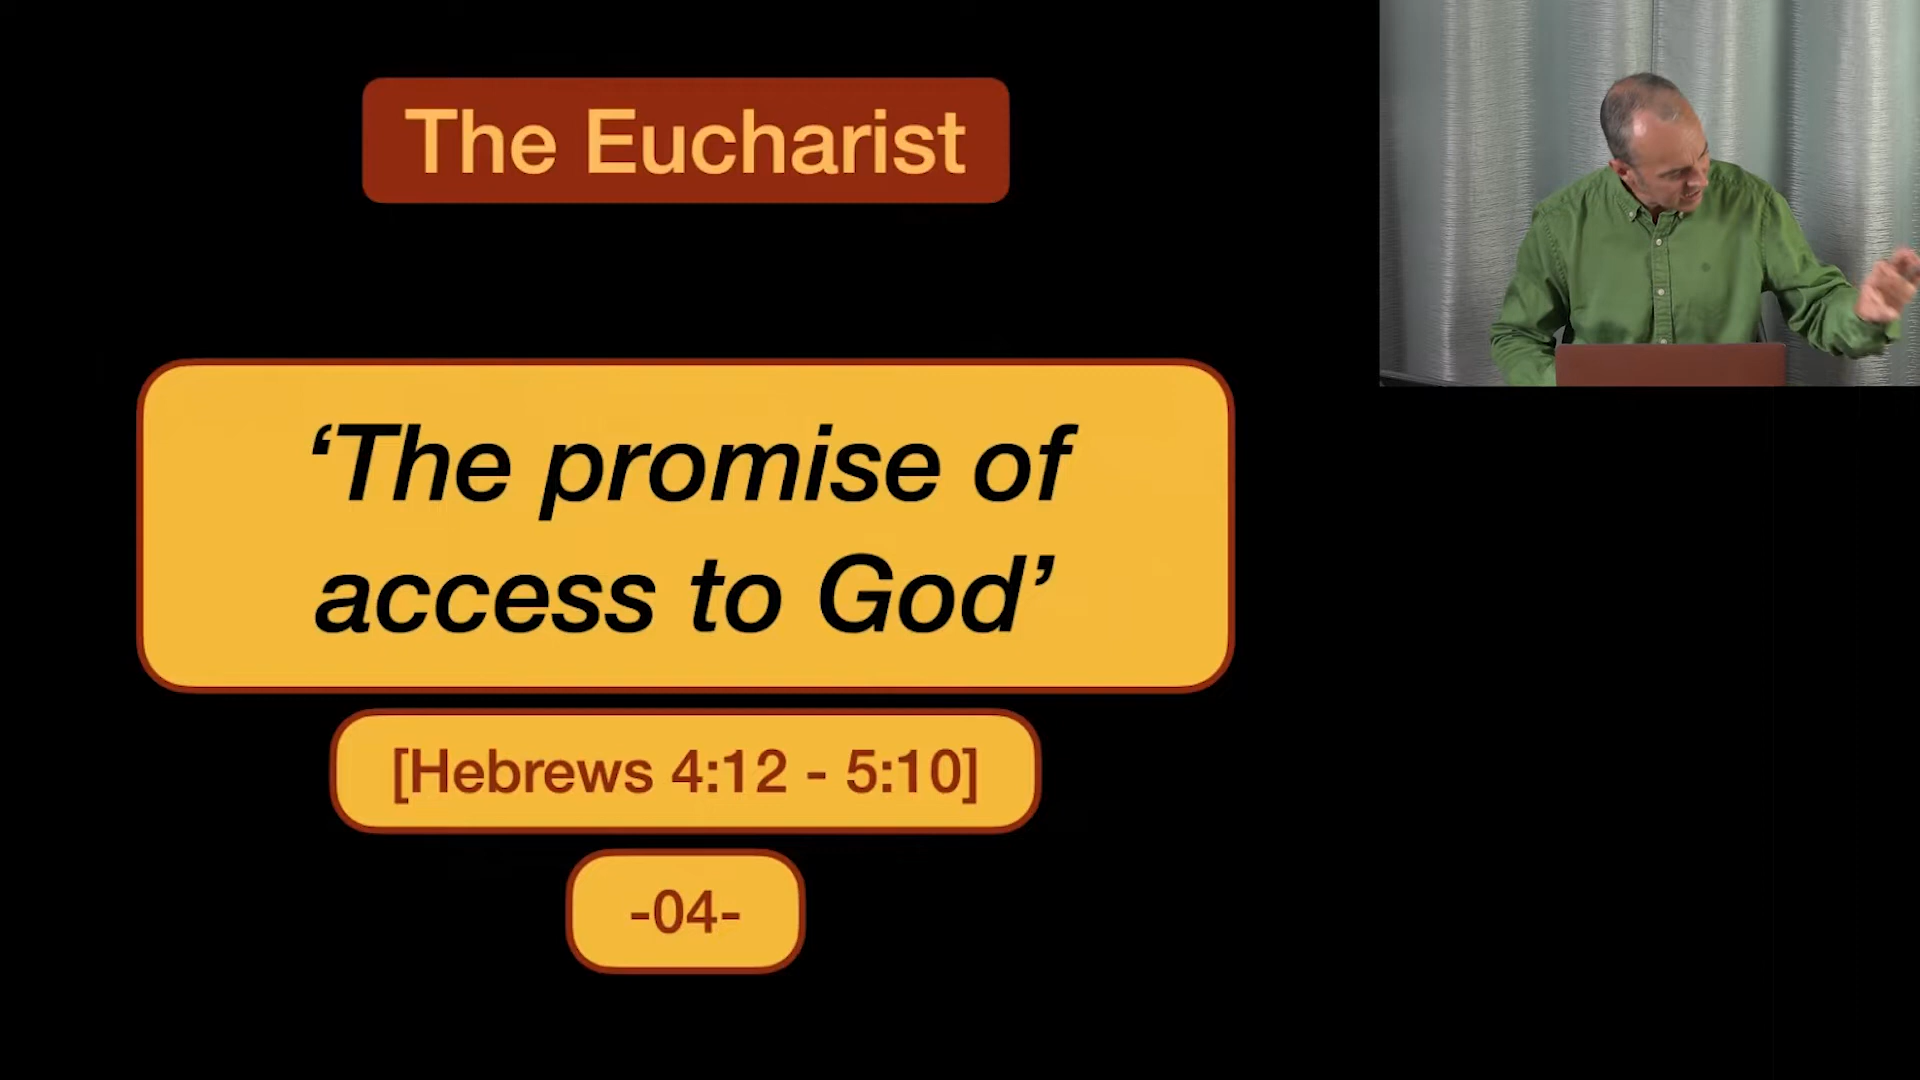 The Eucharist
‘The promise of
access to God’
[Hebrews 4:12 - 5:10]
-04-